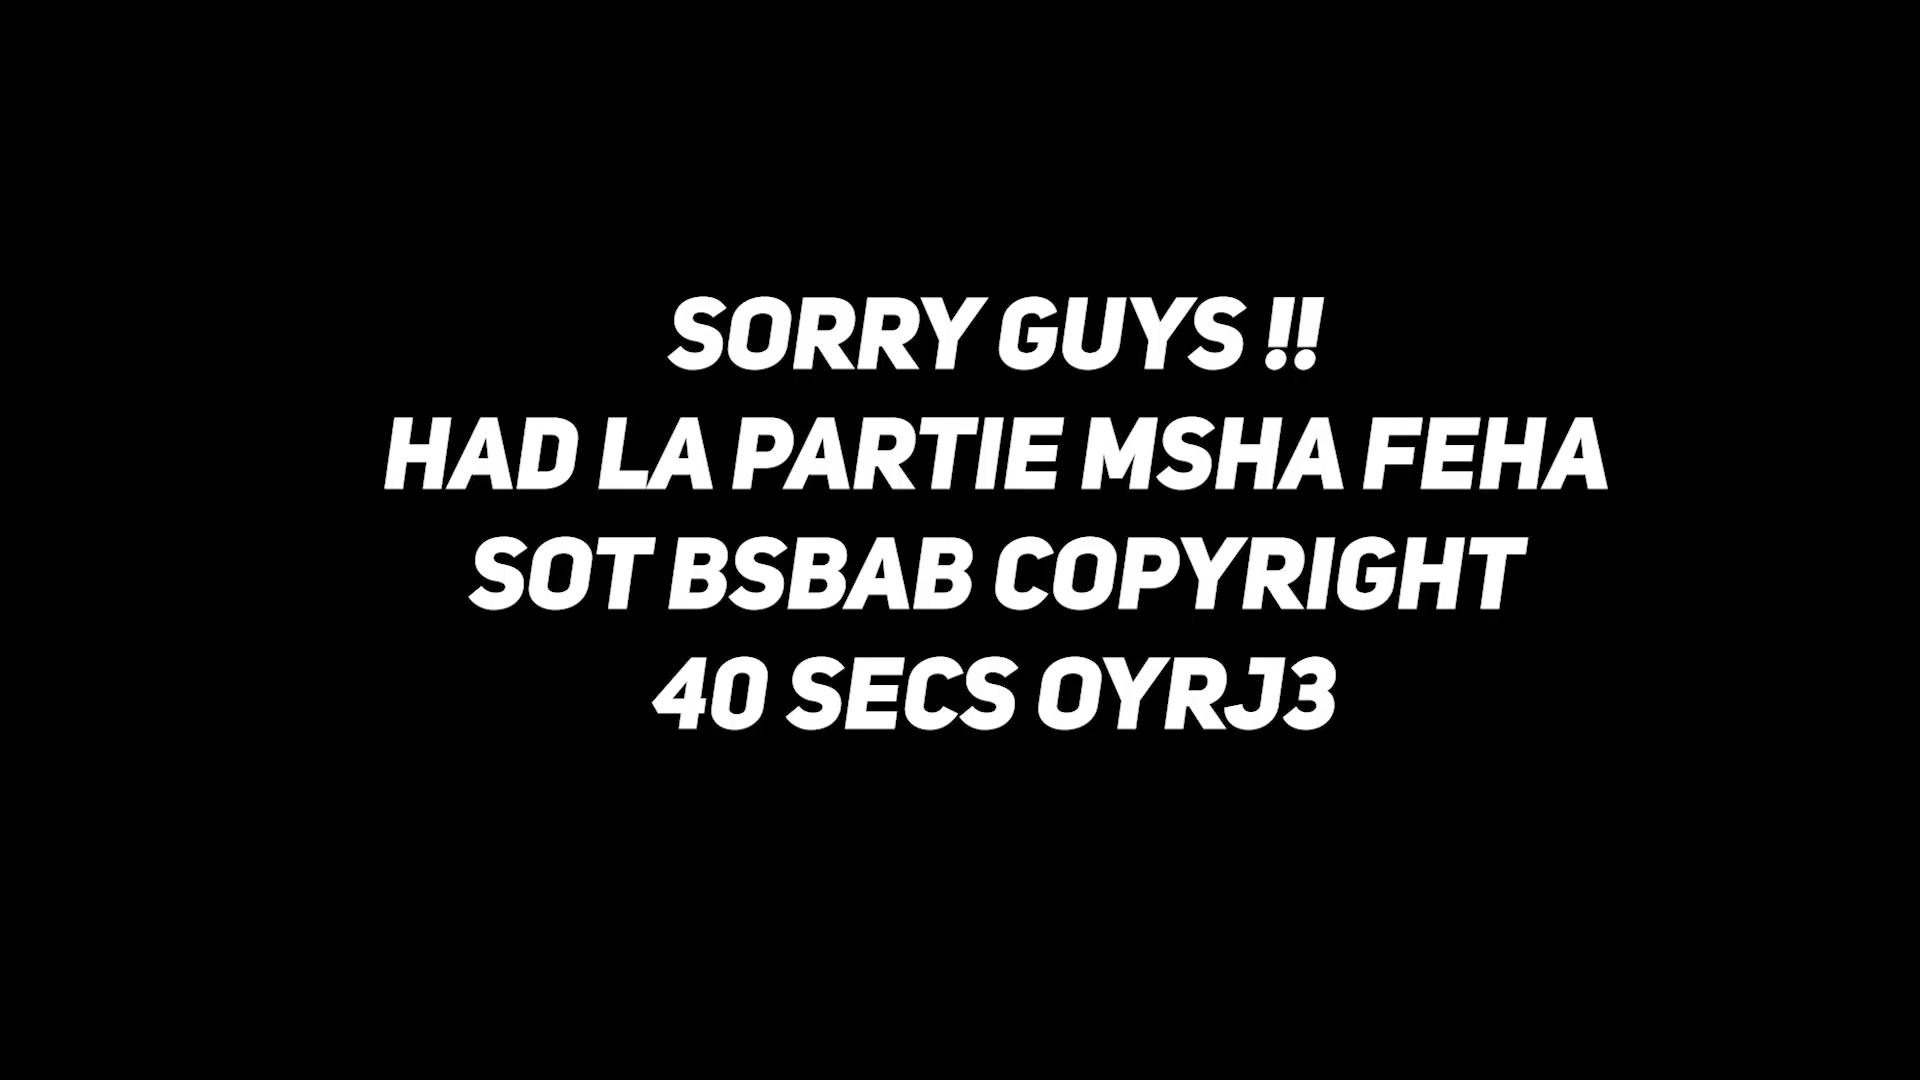 SORRY GUYS !!
HAD LA PARTIE MSHA FEHA
SOT BSBAB COPYRIGHT
40 SECS OYRJ3